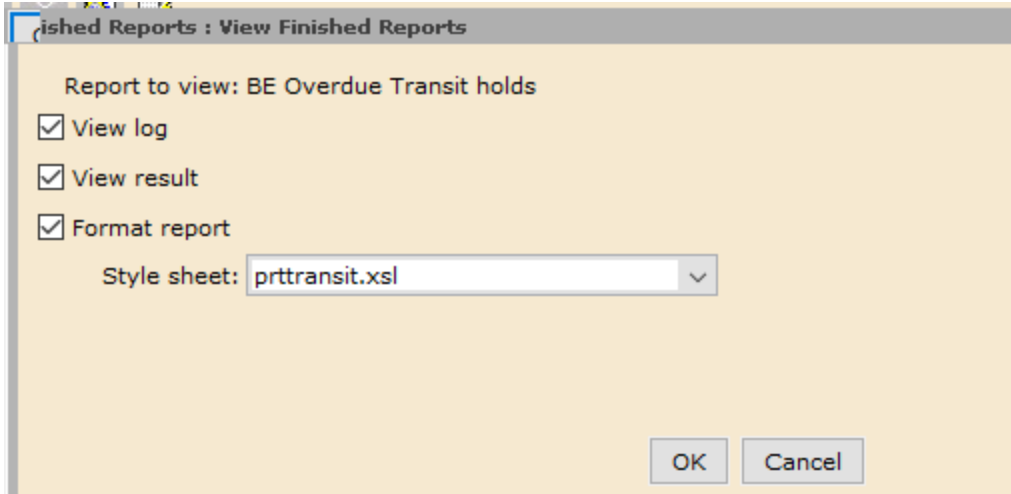 ished Reports : View Finished Reports
Report to view: BE Overdue Transit holds
View log
View result
Format report
Style sheet: prttransit.xsl
OK Cancel